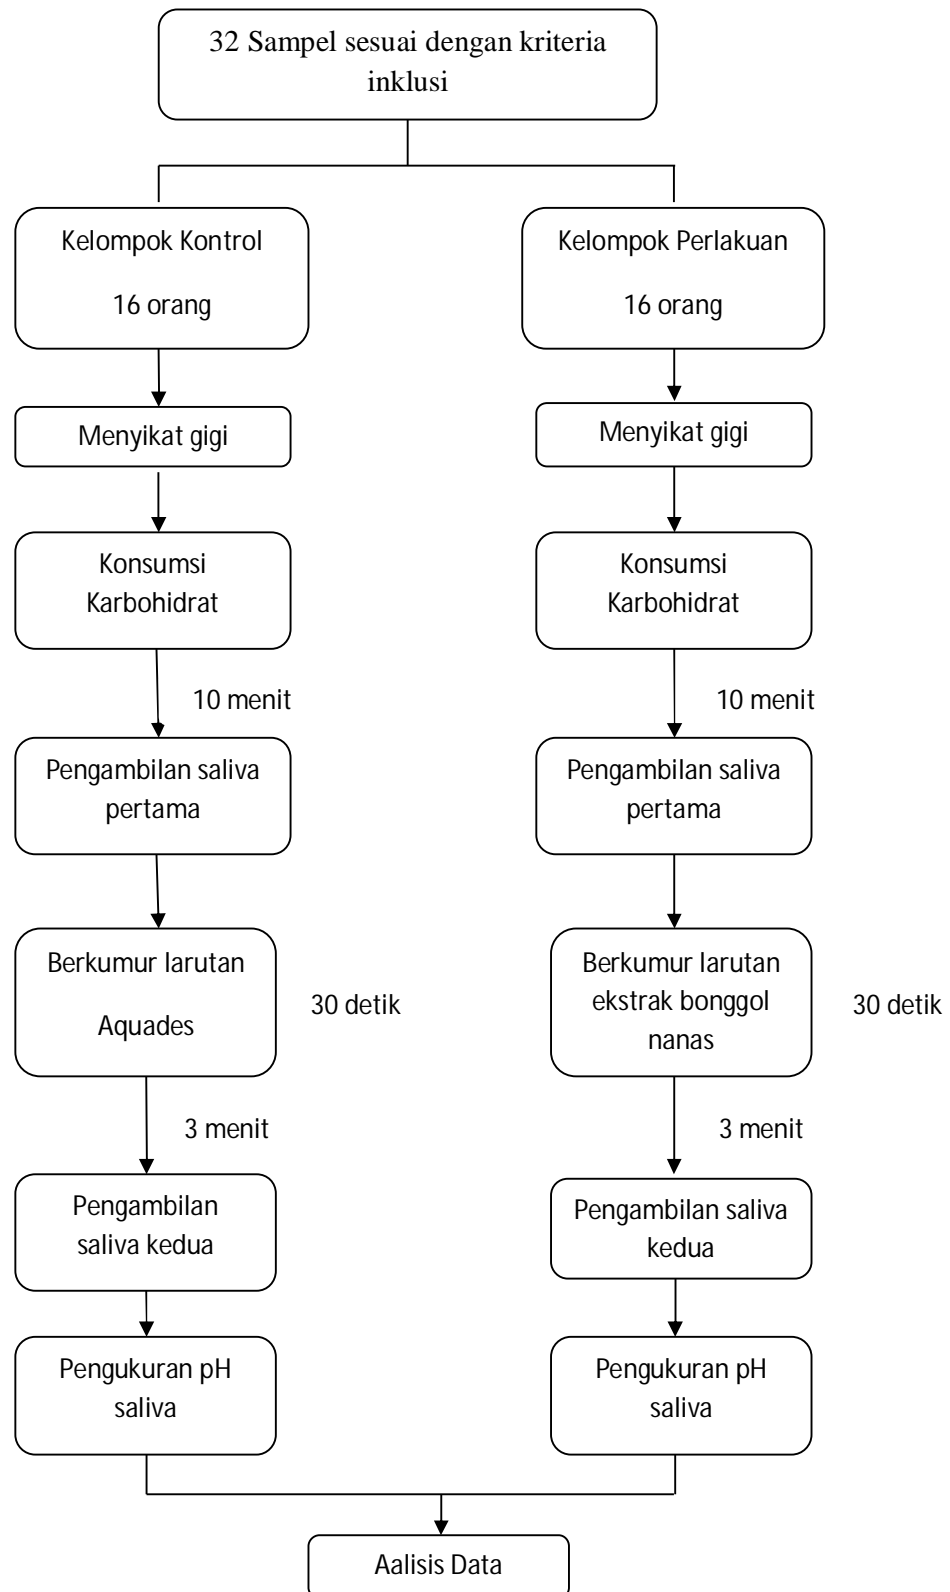 32 Sampel sesuai dengan kriteria
inklusi
Kelompok Kontrol
16 orang
Kelompok Perlakuan
16 orang
Menyikat gigi
Menyikat gigi
Konsumsi
Karbohidrat
Konsumsi
Karbohidrat
10 menit
10 menit
Pengambilan saliva
pertama
Pengambilan saliva
pertama
Berkumur larutan
Aquades
30 detik
Berkumur larutan
ekstrak bonggol
nanas
30 detik
3 menit
3 menit
Pengambilan
saliva kedua
Pengambilan saliva
kedua
Pengukuran pH
saliva
Pengukuran pH
saliva
Aalisis Data